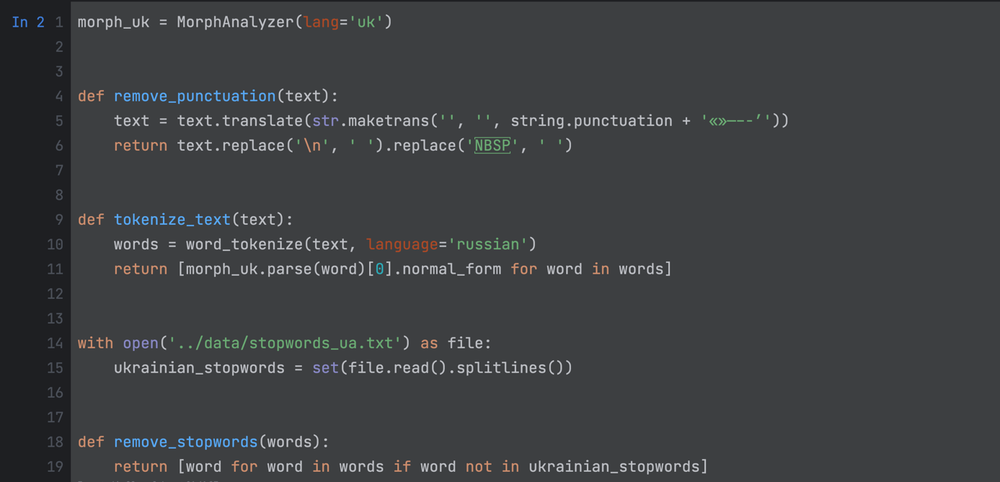 In 2 1 morph_uk = MorphAnalyzer(lang='uk')
2
3
4 def remove_punctuation(text):
5     text = text.translate(str.maketrans('', '', string.punctuation + '«»—–-’'))
6     return text.replace('\n', ' ').replace('NBSP', ' ')
7
8
9 def tokenize_text(text):
10     words = word_tokenize(text, language='russian')
11     return [morph_uk.parse(word)[0].normal_form for word in words]
12
13
14 with open('../data/stopwords_ua.txt') as file:
15     ukrainian_stopwords = set(file.read().splitlines())
16
17
18 def remove_stopwords(words):
19     return [word for word in words if word not in ukrainian_stopwords]